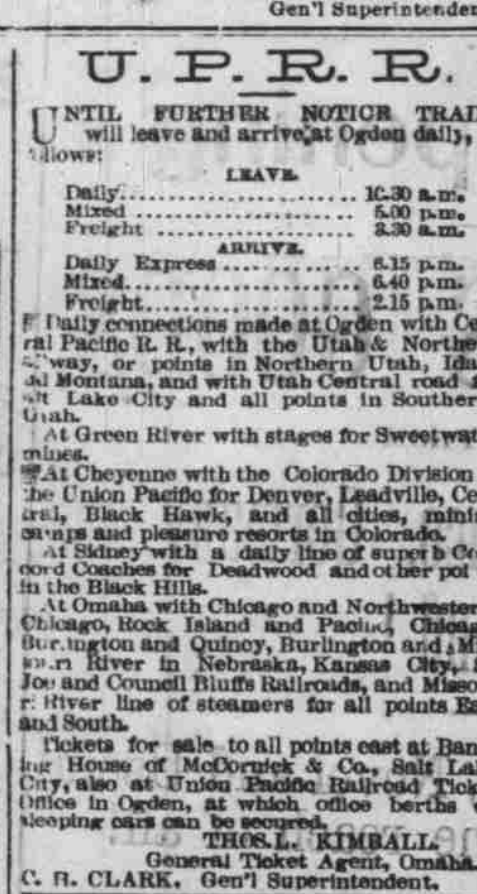 Gen'l Superintenden
U. P. R. R.
UNTIL FURTHER NOTICE TRAI
will leave and arrive at Ogden daily,
llows:
LEAVE.
Daily.......................... 10.30 a.m.
Mixed ........................ 5.00 p.m.
Freight ...................... 8.30 a.m.
ARRIVE.
Daily Express................ 6.15 p.m.
Mixed........................ 6.40 p.m.
Freight...................... 2.15 p.m.
Daily connections made at Ogden with Ce
ral Pacific R. R., with the Utah & Northe
way, or points in Northern Utah, Ida
Montana, and with Utah Central road
Lake City and all points in Souther
Utah.
At Green River with stages for Sweetwat
mines.
At Cheyenne with the Colorado Division
the Union Pacific for Denver, Leadville, Ce
tral, Black Hawk, and all cities, minin
camps and pleasure resorts in Colorado.
At Sidney with a daily line of superb Co
cord Coaches for Deadwood and other poi
in the Black Hills.
At Omaha with Chicago and Northwester
Chicago, Rock Island and Pacific, Chicag
Burlington and Quincy, Burlington and Mi
River in Nebraska, Kansas City,
Joe and Council Bluffs Railroads, and Misso
r: River line of steamers for all points Ea
and South.
Tickets for sale to all points east at Ban
ing House of McCornick & Co., Salt La
City, also at Union Pacific Railroad Tick
Office in Ogden, at which office berths
sleeping cars can be secured.
THOS. L. KIMBALL.
General Ticket Agent, Omaha.
C. R. CLARK. Gen'l Superintendent.